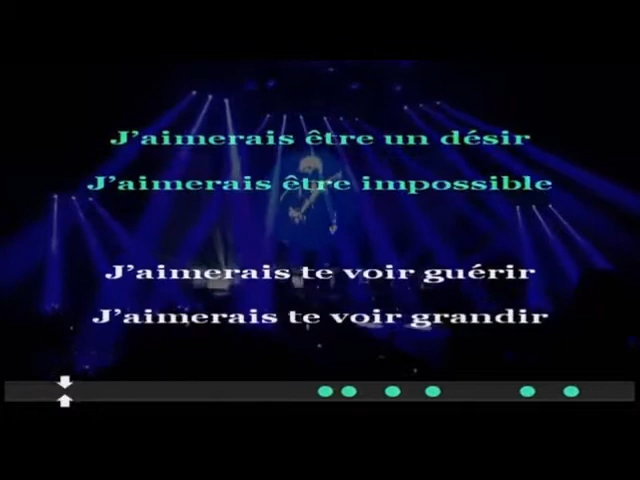 J'aimerais être un désir
J'aimerais être impossible
J'aimerais te voir guérir
J'aimerais te voir grandir